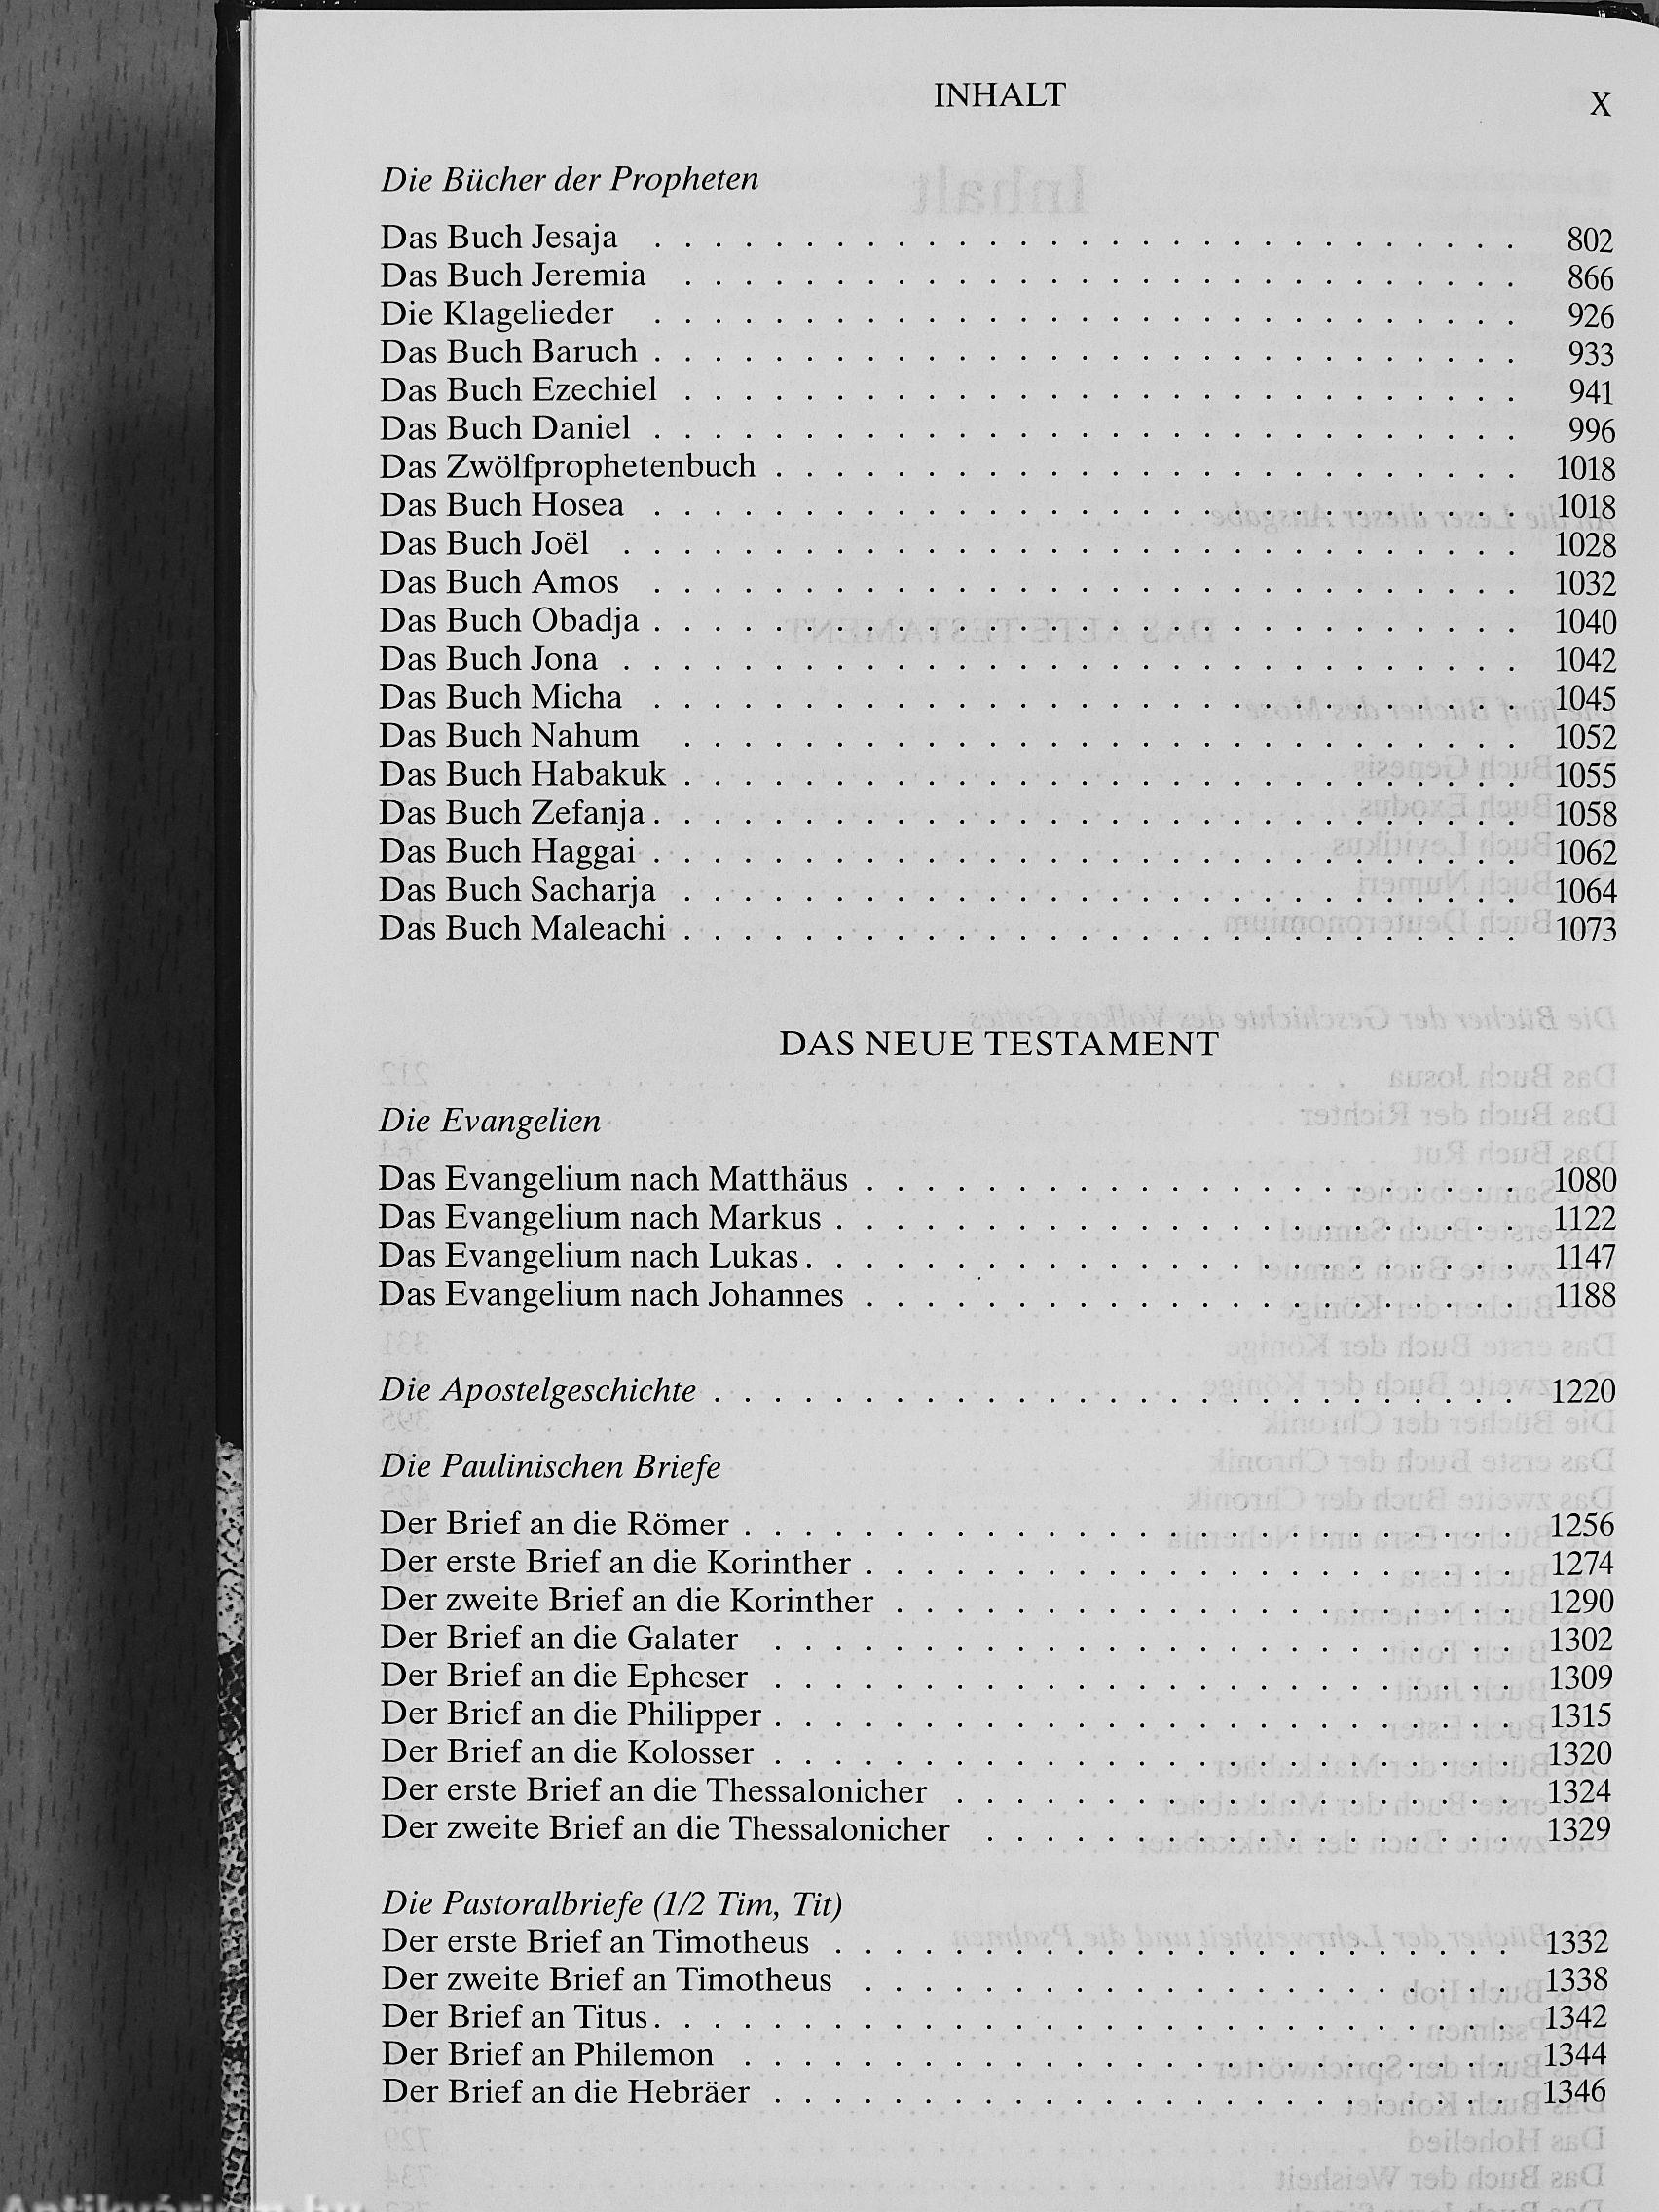 INHALT X
Die Bücher der Propheten
Das Buch Jesaja . . . . . . . . . . . . . . . . . . . . . . . . . . . . . 802
Das Buch Jeremia . . . . . . . . . . . . . . . . . . . . . . . . . . . . 866
Die Klagelieder . . . . . . . . . . . . . . . . . . . . . . . . . . . . . 926
Das Buch Baruch . . . . . . . . . . . . . . . . . . . . . . . . . . . . . 933
Das Buch Ezechiel . . . . . . . . . . . . . . . . . . . . . . . . . . . . 941
Das Buch Daniel . . . . . . . . . . . . . . . . . . . . . . . . . . . . . 996
Das Zwölfprophetenbuch . . . . . . . . . . . . . . . . . . . . . . . . . 1018
Das Buch Hosea . . . . . . . . . . . . . . . . . . . . . . . . . . . . . 1018
Das Buch Joël . . . . . . . . . . . . . . . . . . . . . . . . . . . . . . 1028
Das Buch Amos . . . . . . . . . . . . . . . . . . . . . . . . . . . . . 1032
Das Buch Obadja . . . . . . . . . . . . . . . . . . . . . . . . . . . . . 1040
Das Buch Jona . . . . . . . . . . . . . . . . . . . . . . . . . . . . . . 1042
Das Buch Micha . . . . . . . . . . . . . . . . . . . . . . . . . . . . . 1045
Das Buch Nahum . . . . . . . . . . . . . . . . . . . . . . . . . . . . 1052
Das Buch Habakuk . . . . . . . . . . . . . . . . . . . . . . . . . . . . 1055
Das Buch Zefanja . . . . . . . . . . . . . . . . . . . . . . . . . . . . . 1058
Das Buch Haggai . . . . . . . . . . . . . . . . . . . . . . . . . . . . . 1062
Das Buch Sacharja . . . . . . . . . . . . . . . . . . . . . . . . . . . . 1064
Das Buch Maleachi . . . . . . . . . . . . . . . . . . . . . . . . . . . . 1073
DAS NEUE TESTAMENT
Die Evangelien
Das Evangelium nach Matthäus . . . . . . . . . . . . . . . . . . . . . . 1080
Das Evangelium nach Markus . . . . . . . . . . . . . . . . . . . . . . . 1122
Das Evangelium nach Lukas . . . . . . . . . . . . . . . . . . . . . . . . 1147
Das Evangelium nach Johannes . . . . . . . . . . . . . . . . . . . . . . 1188
Die Apostelgeschichte . . . . . . . . . . . . . . . . . . . . . . . . . . . 1220
Die Paulinischen Briefe
Der Brief an die Römer . . . . . . . . . . . . . . . . . . . . . . . . . . 1256
Der erste Brief an die Korinther . . . . . . . . . . . . . . . . . . . . . . 1274
Der zweite Brief an die Korinther . . . . . . . . . . . . . . . . . . . . . 1290
Der Brief an die Galater . . . . . . . . . . . . . . . . . . . . . . . . . 1302
Der Brief an die Epheser . . . . . . . . . . . . . . . . . . . . . . . . . 1309
Der Brief an die Philipper . . . . . . . . . . . . . . . . . . . . . . . . . 1315
Der Brief an die Kolosser . . . . . . . . . . . . . . . . . . . . . . . . . 1320
Der erste Brief an die Thessalonicher . . . . . . . . . . . . . . . . . . . 1324
Der zweite Brief an die Thessalonicher . . . . . . . . . . . . . . . . . . 1329
Die Pastoralbriefe (1/2 Tim, Tit)
Der erste Brief an Timotheus . . . . . . . . . . . . . . . . . . . . . . . 1332
Der zweite Brief an Timotheus . . . . . . . . . . . . . . . . . . . . . . 1338
Der Brief an Titus . . . . . . . . . . . . . . . . . . . . . . . . . . . . . 1342
Der Brief an Philemon . . . . . . . . . . . . . . . . . . . . . . . . . . 1344
Der Brief an die Hebräer . . . . . . . . . . . . . . . . . . . . . . . . . 1346